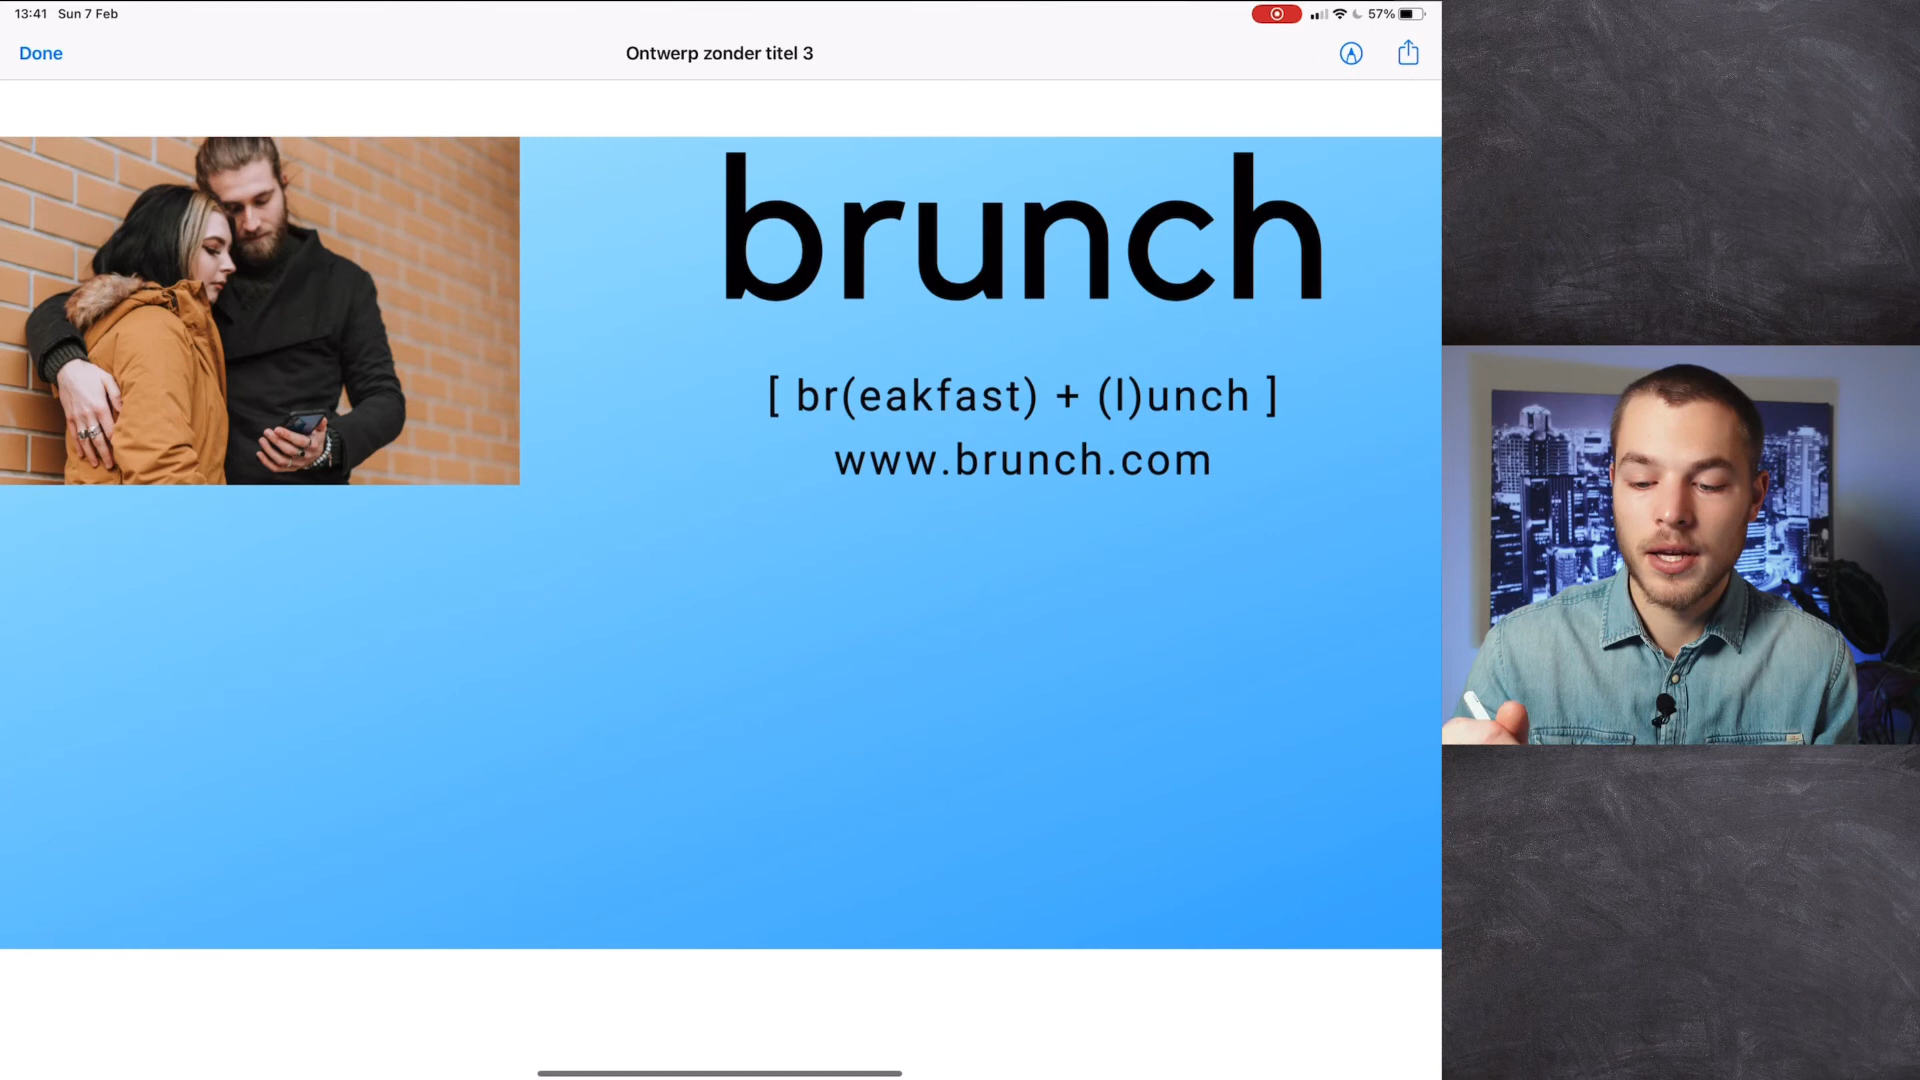 13:41 Sun 7 Feb
57%
Done
Ontwerp zonder titel 3
brunch
[ br(eakfast) + (l)unch ]
www.brunch.com